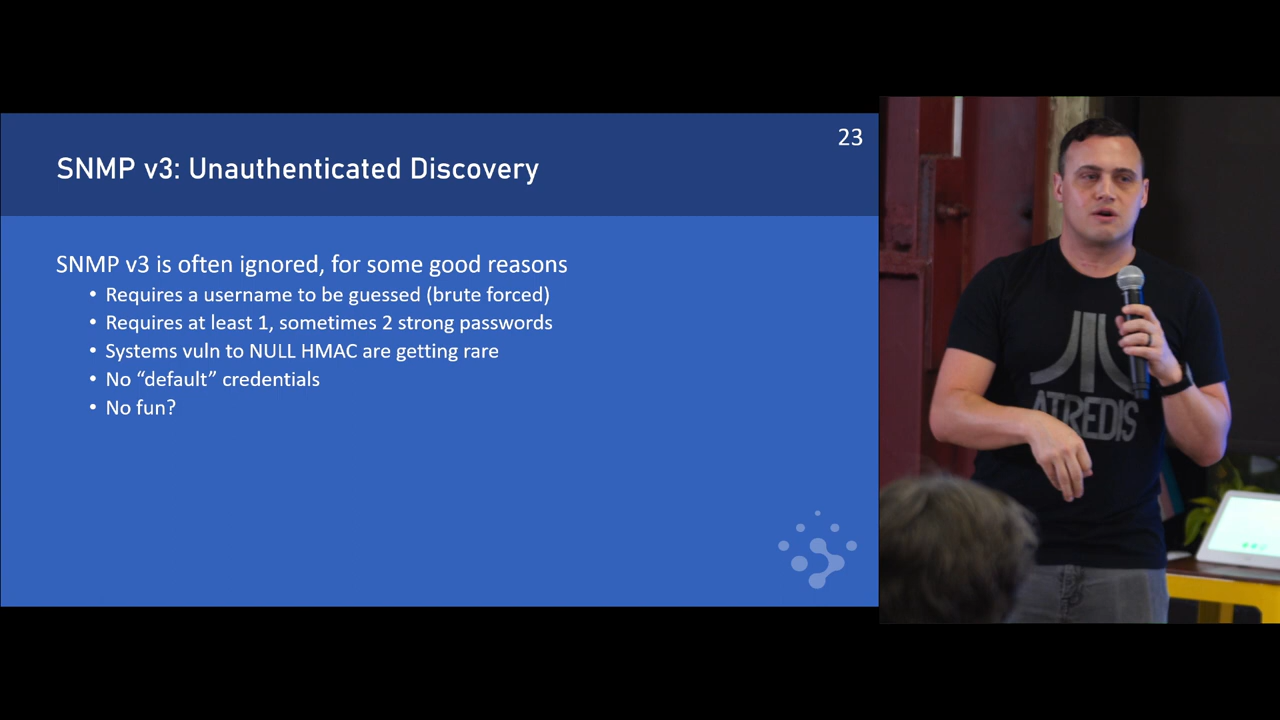 23
SNMP v3: Unauthenticated Discovery
SNMP v3 is often ignored, for some good reasons
• Requires a username to be guessed (brute forced)
• Requires at least 1, sometimes 2 strong passwords
• Systems vuln to NULL HMAC are getting rare
• No “default” credentials
• No fun?
ATREDIS